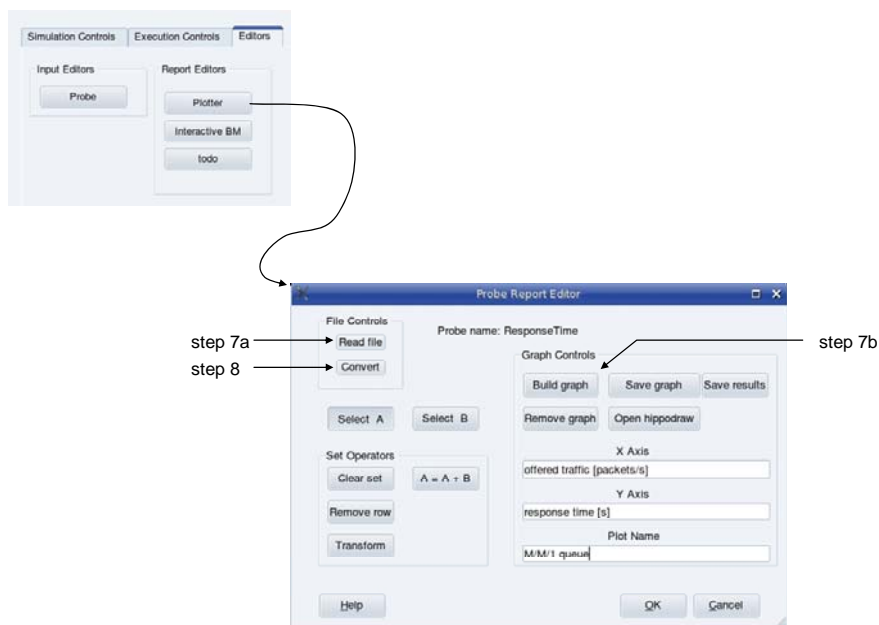 Simulation Controls Execution Controls Editors
Input Editors Report Editors
Probe Plotter
Interactive BM
todo
Probe Report Editor
File Controls
Probe name: ResponseTime
step 7a Read file step 7b
Graph Controls
step 8 Convert
Build graph Save graph Save results
Select A Select B Remove graph Open hippodraw
Set Operators X Axis
Clear set A = A + B offered traffic [packets/s]
Y Axis
Remove row response time [s]
Plot Name
Transform M/M/1 queue
Help OK Cancel